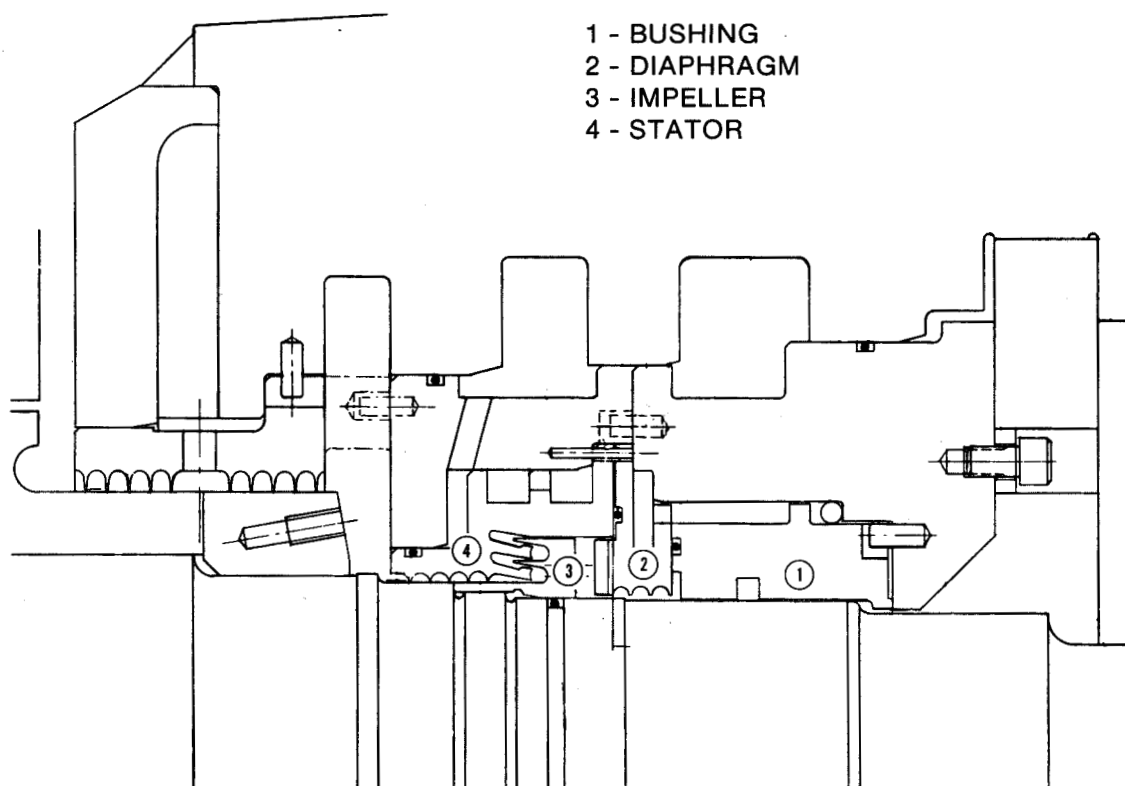 1 - BUSHING
2 - DIAPHRAGM
3 - IMPELLER
4 - STATOR
4
3
2
1